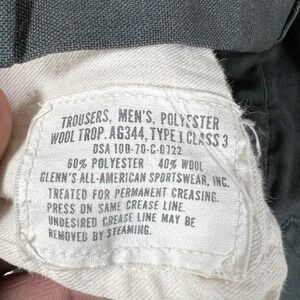 TROUSERS, MEN'S, POLYESTER
WOOL TROP. AG344, TYPE I CLASS 3
DSA 100-70-C-0722
60% POLYESTER 40% WOOL
GLENN'S ALL-AMERICAN SPORTSWEAR, INC.
TREATED FOR PERMANENT CREASING.
PRESS ON SAME CREASE LINE.
UNDESIRED CREASE LINE MAY BE
REMOVED BY STEAMING.